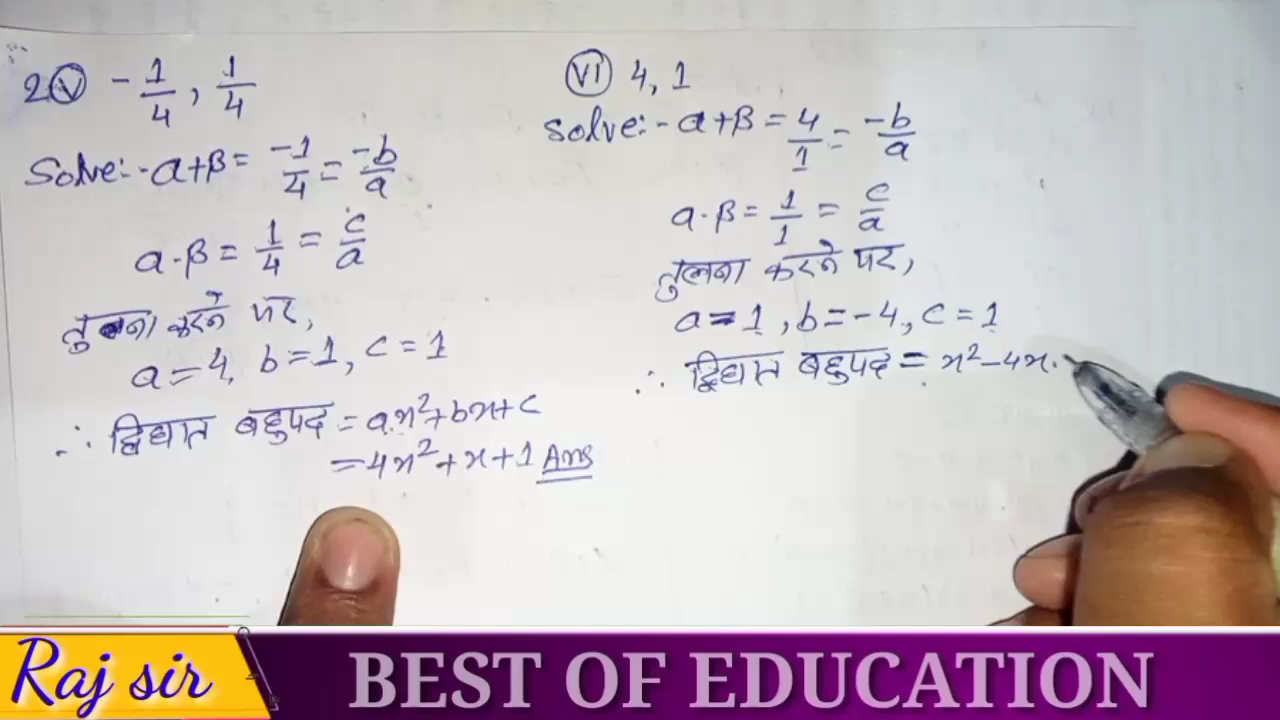 2(V) -1/4, 1/4
Solve:- α+β = -1/4 = -b/a
α·β = 1/4 = c/a
तुलना करने पर,
a=4, b=1, c=1
∴ द्विघात बहुपद = ax²+bx+c
=4x²+x+1 Ans
(VI) 4, 1
Solve:- α+β = 4/1 = -b/a
α·β = 1/1 = c/a
तुलना करने पर,
a=1, b=-4, c=1
∴ द्विघात बहुपद = x²-4x
Raj sir
BEST OF EDUCATION